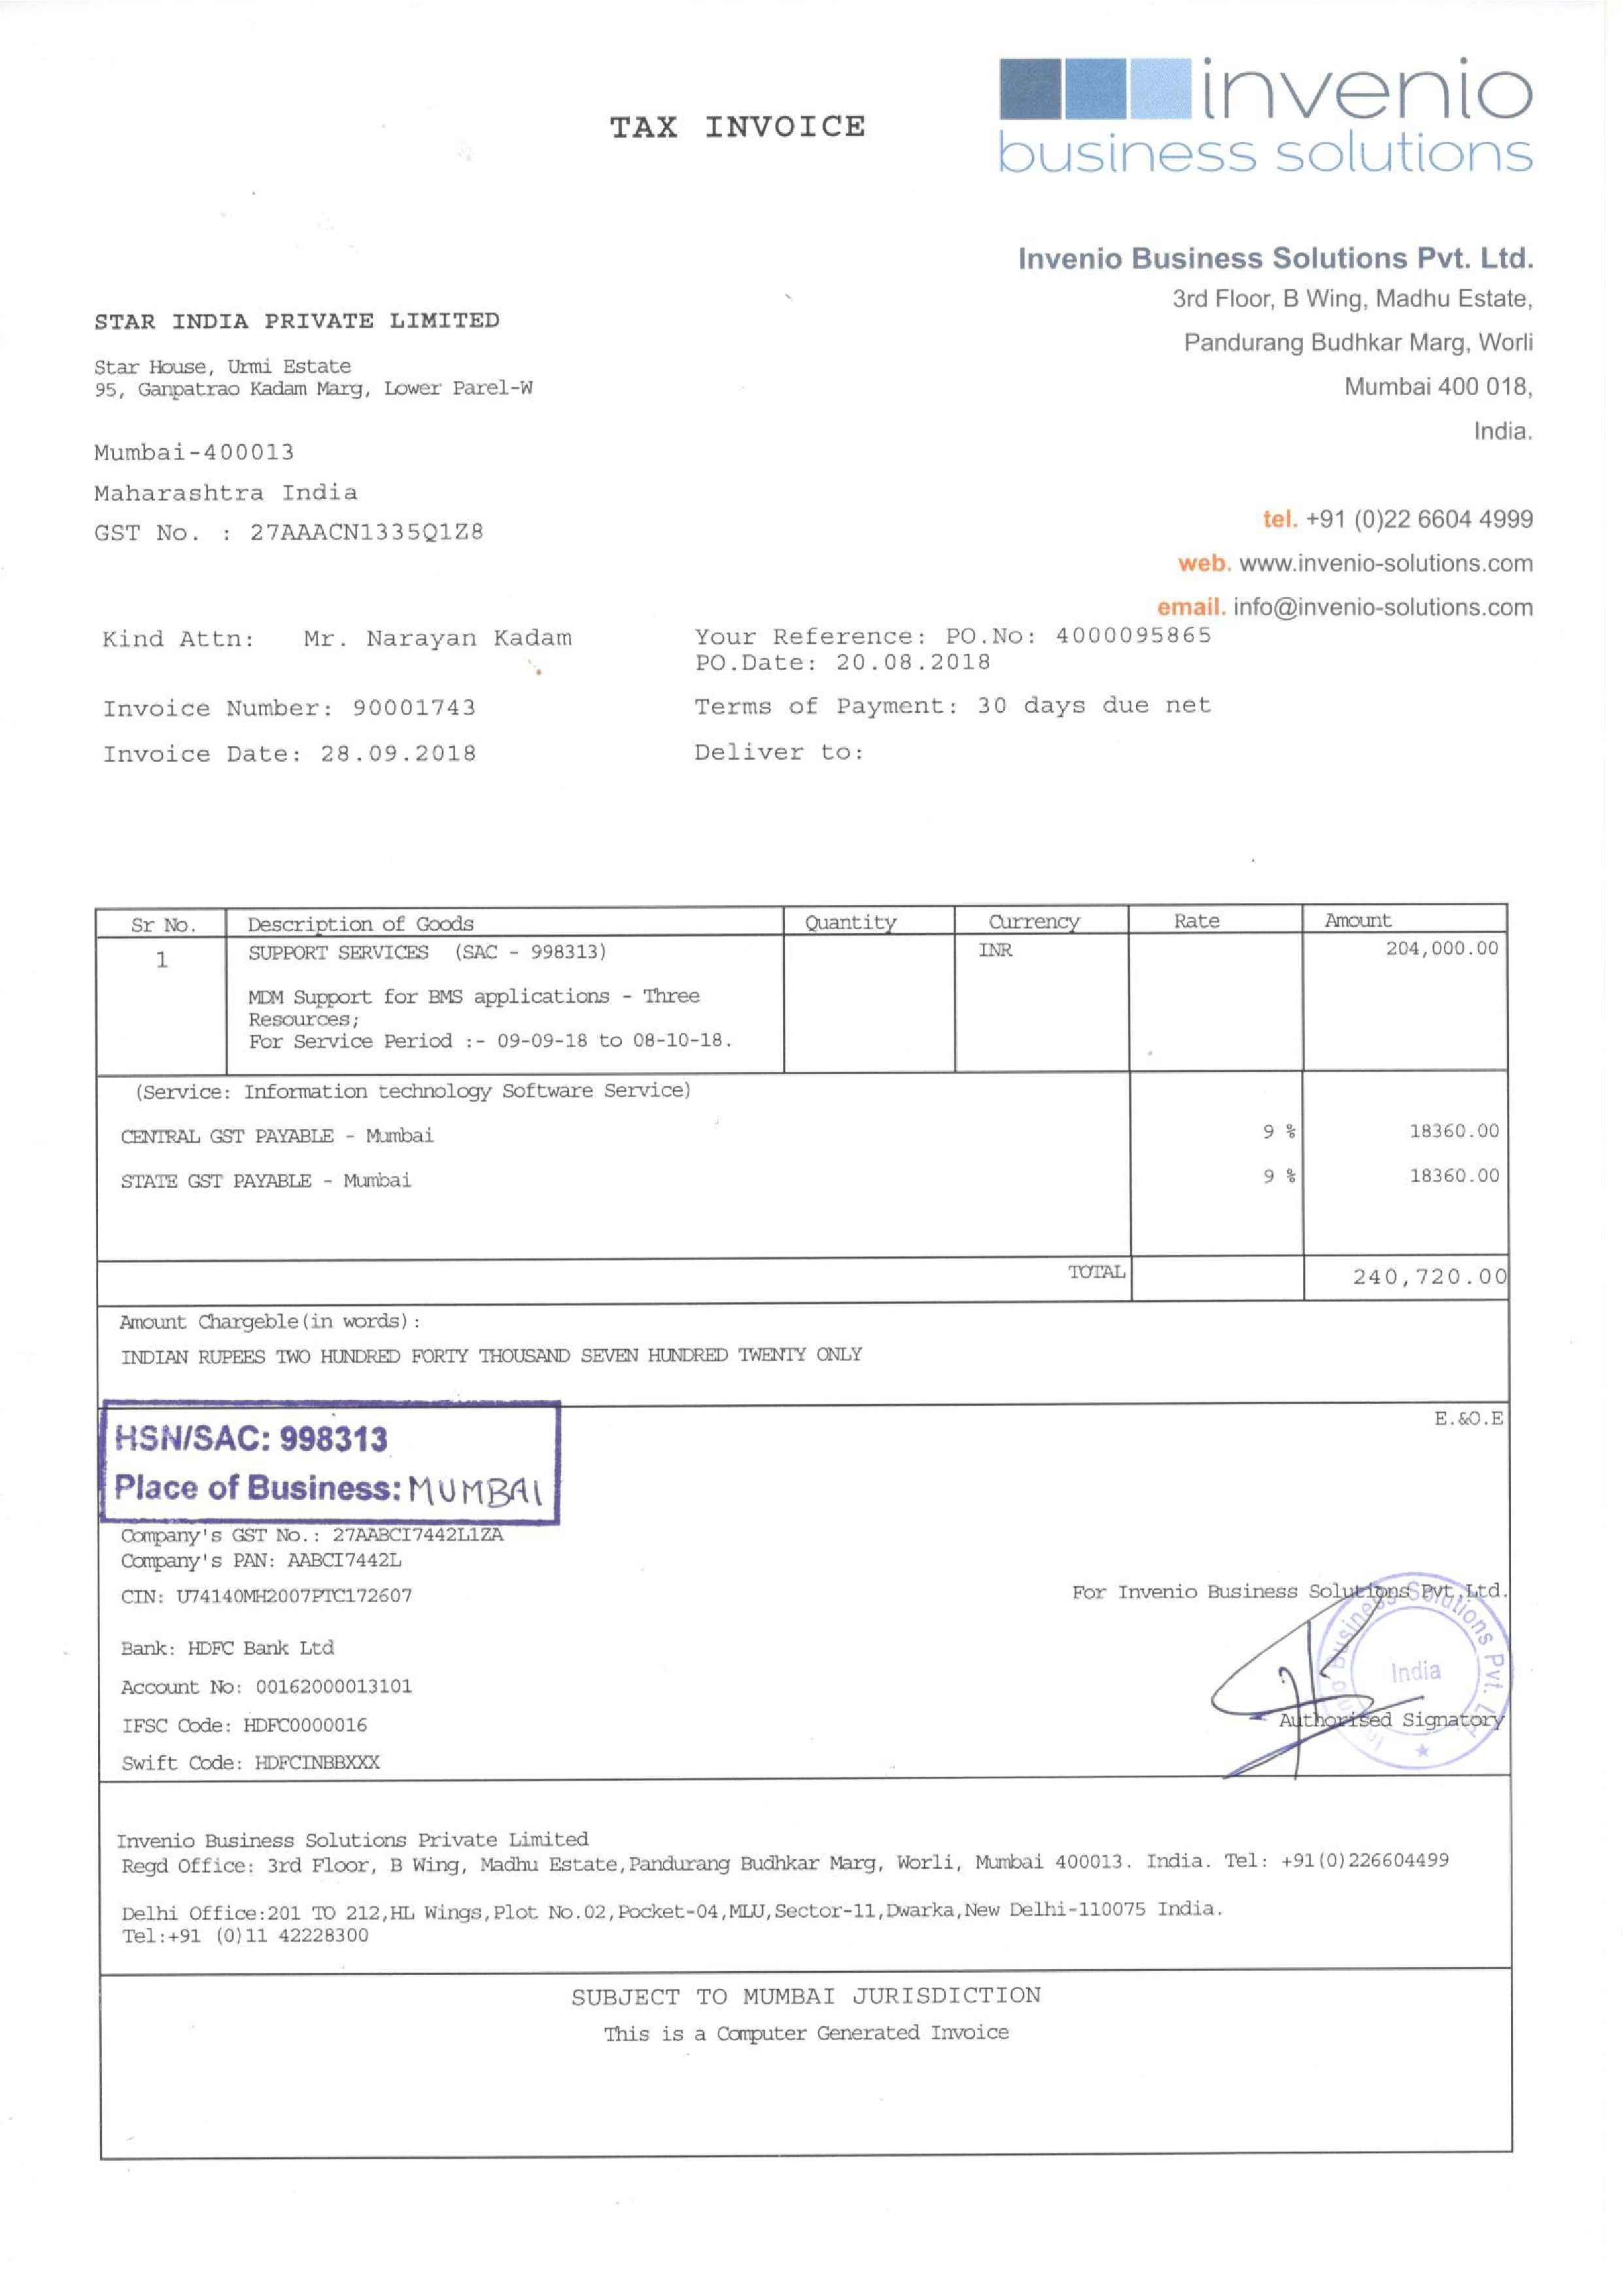 invenio
business solutions
TAX INVOICE
Invenio Business Solutions Pvt. Ltd.
3rd Floor, B Wing, Madhu Estate,
Pandurang Budhkar Marg, Worli
Mumbai 400 018,
India.
tel. +91 (0)22 6604 4999
web. www.invenio-solutions.com
email. info@invenio-solutions.com
STAR INDIA PRIVATE LIMITED
Star House, Urmi Estate
95, Ganpatrao Kadam Marg, Lower Parel-W
Mumbai-400013
Maharashtra India
GST No. : 27AAACN1335Q1Z8
Kind Attn: Mr. Narayan Kadam
Your Reference: PO.No: 4000095865
PO.Date: 20.08.2018
Invoice Number: 90001743
Terms of Payment: 30 days due net
Invoice Date: 28.09.2018
Deliver to:
Sr No. Description of Goods Quantity Currency Rate Amount
1 SUPPORT SERVICES (SAC - 998313) INR 204,000.00
MDM Support for BMS applications - Three
Resources;
For Service Period :- 09-09-18 to 08-10-18.
(Service: Information technology Software Service)
CENTRAL GST PAYABLE - Mumbai 9 % 18360.00
STATE GST PAYABLE - Mumbai 9 % 18360.00
TOTAL 240,720.00
Amount Chargeble(in words):
INDIAN RUPEES TWO HUNDRED FORTY THOUSAND SEVEN HUNDRED TWENTY ONLY
E.&O.E
HSN/SAC: 998313
Place of Business: MUMBAI
Company's GST No.: 27AABCI7442L1ZA
Company's PAN: AABCI7442L
CIN: U74140MH2007PTC172607
For Invenio Business Solutions Pvt.Ltd.
Bank: HDFC Bank Ltd
Account No: 00162000013101
IFSC Code: HDFC0000016
Swift Code: HDFCINBBXXX
Invenio Business Solutions Pvt. Ltd.
India
Authorised Signatory
Invenio Business Solutions Private Limited
Regd Office: 3rd Floor, B Wing, Madhu Estate,Pandurang Budhkar Marg, Worli, Mumbai 400013. India. Tel: +91(0)226604499
Delhi Office:201 TO 212,HL Wings,Plot No.02,Pocket-04,MLU,Sector-11,Dwarka,New Delhi-110075 India.
Tel:+91 (0)11 42228300
SUBJECT TO MUMBAI JURISDICTION
This is a Computer Generated Invoice